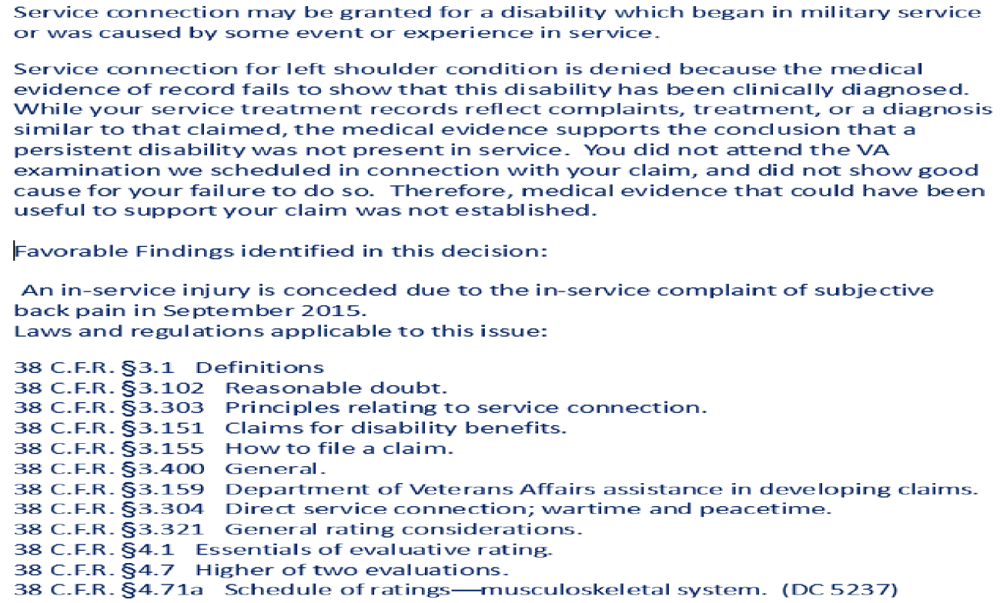 Service connection may be granted for a disability which began in military service
or was caused by some event or experience in service.
Service connection for left shoulder condition is denied because the medical
evidence of record fails to show that this disability has been clinically diagnosed.
While your service treatment records reflect complaints, treatment, or a diagnosis
similar to that claimed, the medical evidence supports the conclusion that a
persistent disability was not present in service.  You did not attend the VA
examination we scheduled in connection with your claim, and did not show good
cause for your failure to do so.  Therefore, medical evidence that could have been
useful to support your claim was not established.
Favorable Findings identified in this decision:
An in-service injury is conceded due to the in-service complaint of subjective
back pain in September 2015.
Laws and regulations applicable to this issue:
38 C.F.R. §3.1   Definitions
38 C.F.R. §3.102   Reasonable doubt.
38 C.F.R. §3.303   Principles relating to service connection.
38 C.F.R. §3.151   Claims for disability benefits.
38 C.F.R. §3.155   How to file a claim.
38 C.F.R. §3.400   General.
38 C.F.R. §3.159   Department of Veterans Affairs assistance in developing claims.
38 C.F.R. §3.304   Direct service connection; wartime and peacetime.
38 C.F.R. §3.321   General rating considerations.
38 C.F.R. §4.1   Essentials of evaluative rating.
38 C.F.R. §4.7   Higher of two evaluations.
38 C.F.R. §4.71a   Schedule of ratings—musculoskeletal system.  (DC 5237)